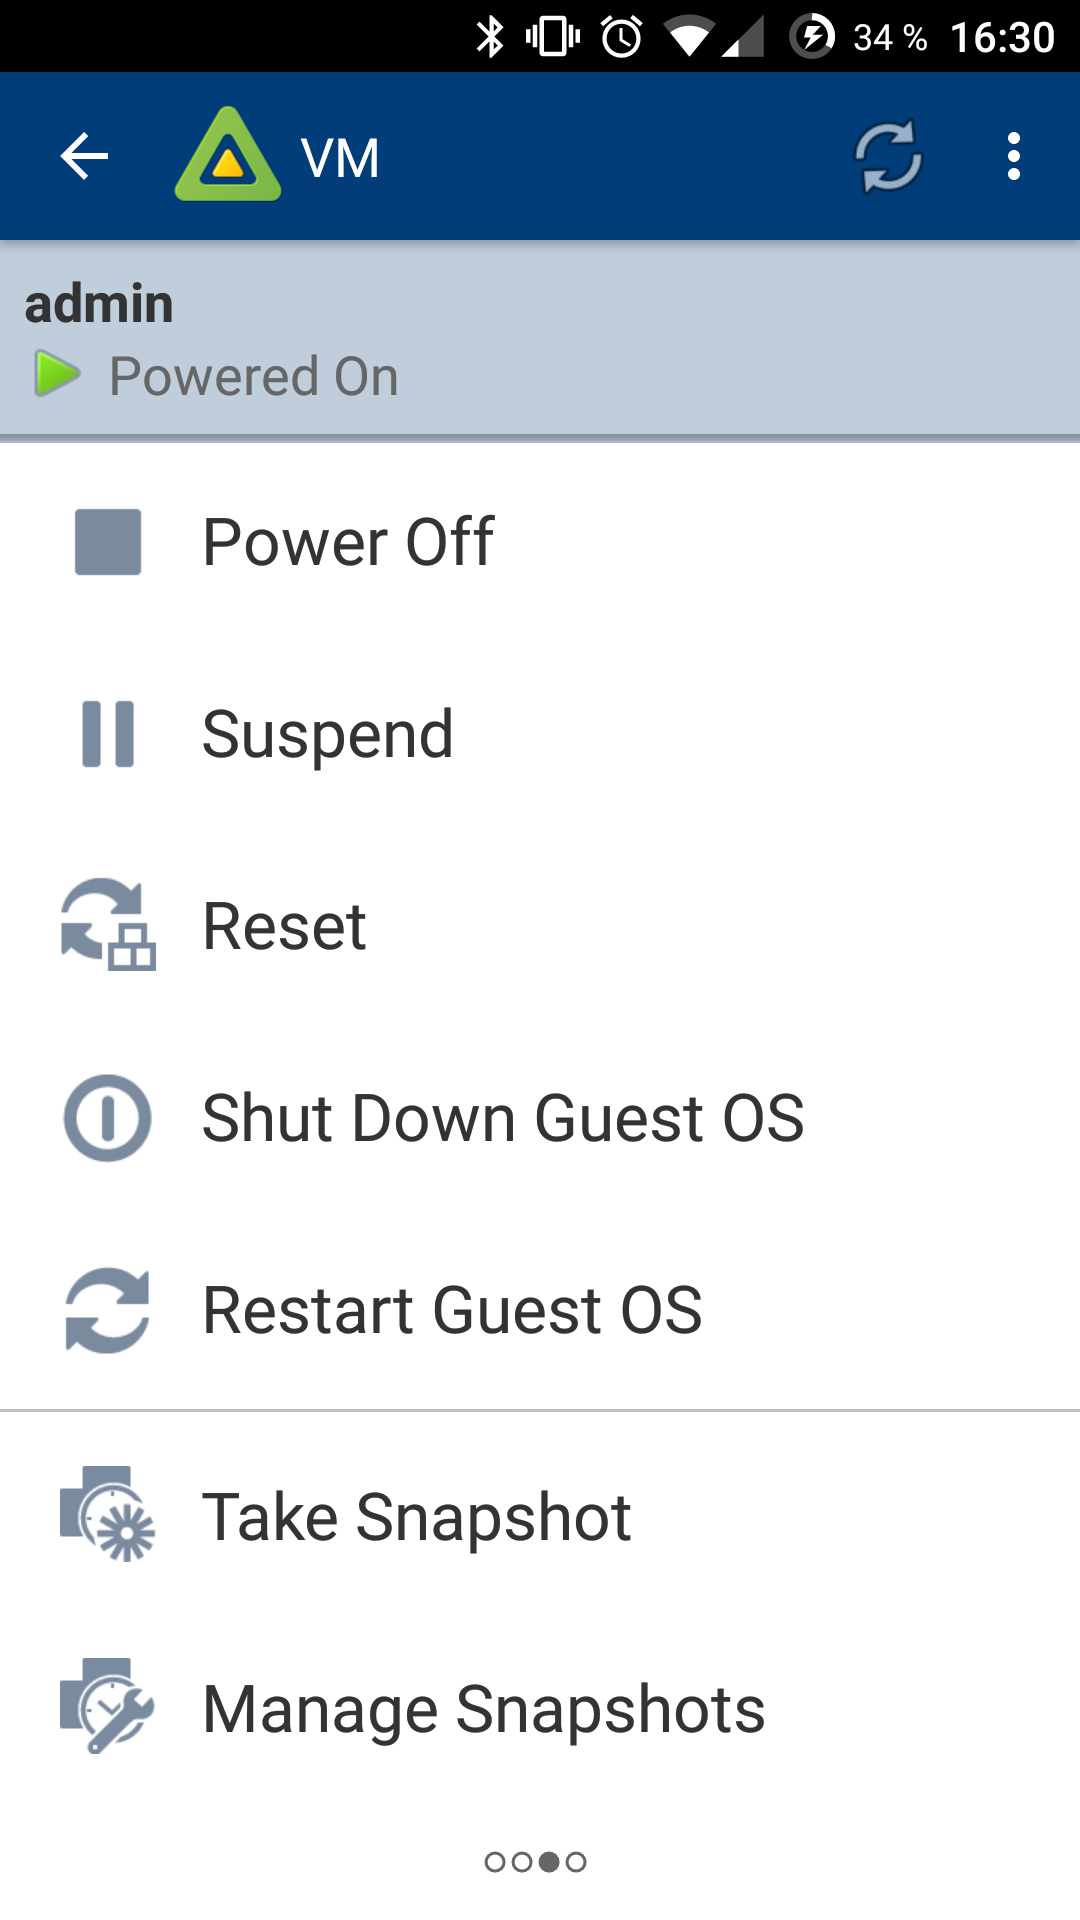 34 % 16:30
VM
admin
Powered On
Power Off
Suspend
Reset
Shut Down Guest OS
Restart Guest OS
Take Snapshot
Manage Snapshots